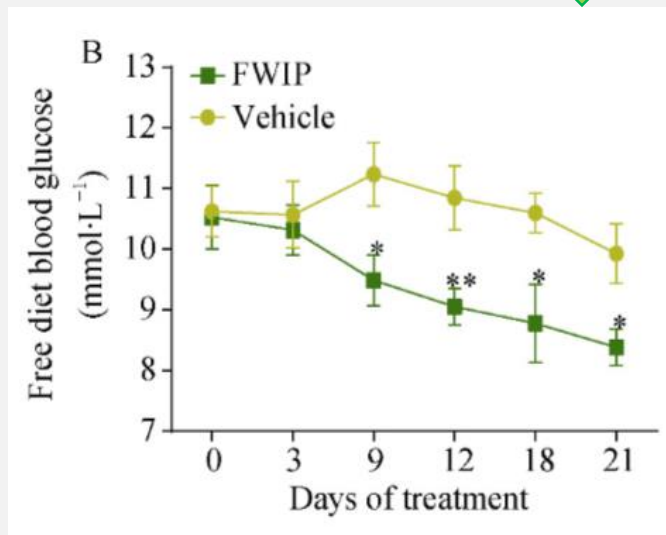 B
FWIP
Vehicle
13
12
11
10
9
8
7
Free diet blood glucose
(mmol·L⁻¹)
*
**
*
*
0 3 9 12 18 21
Days of treatment